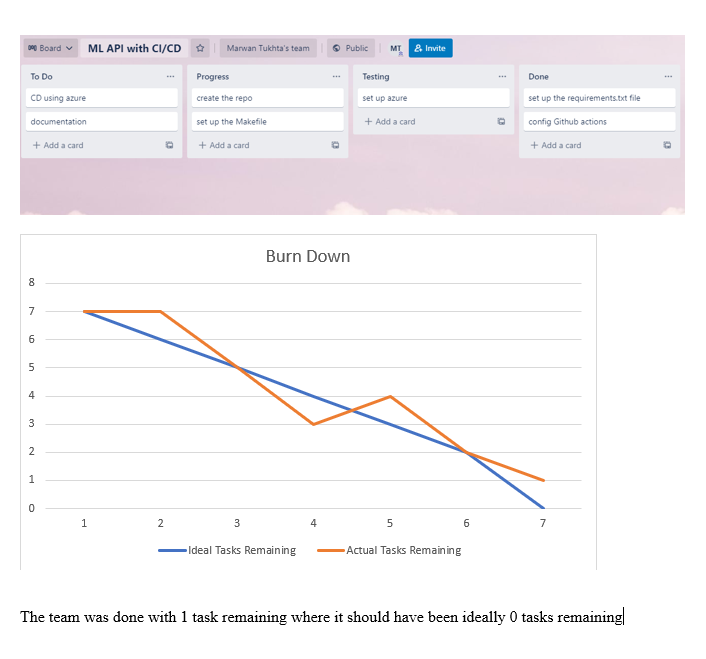 Board ML API with CI/CD Marwan Tukhta's team Public MT Invite
To Do ... Progress ... Testing ... Done ...
CD using azure create the repo set up azure set up the requirements.txt file
documentation set up the Makefile + Add a card config Github actions
+ Add a card + Add a card + Add a card
Burn Down
8
7
6
5
4
3
2
1
0
1 2 3 4 5 6 7
Ideal Tasks Remaining Actual Tasks Remaining
The team was done with 1 task remaining where it should have been ideally 0 tasks remaining